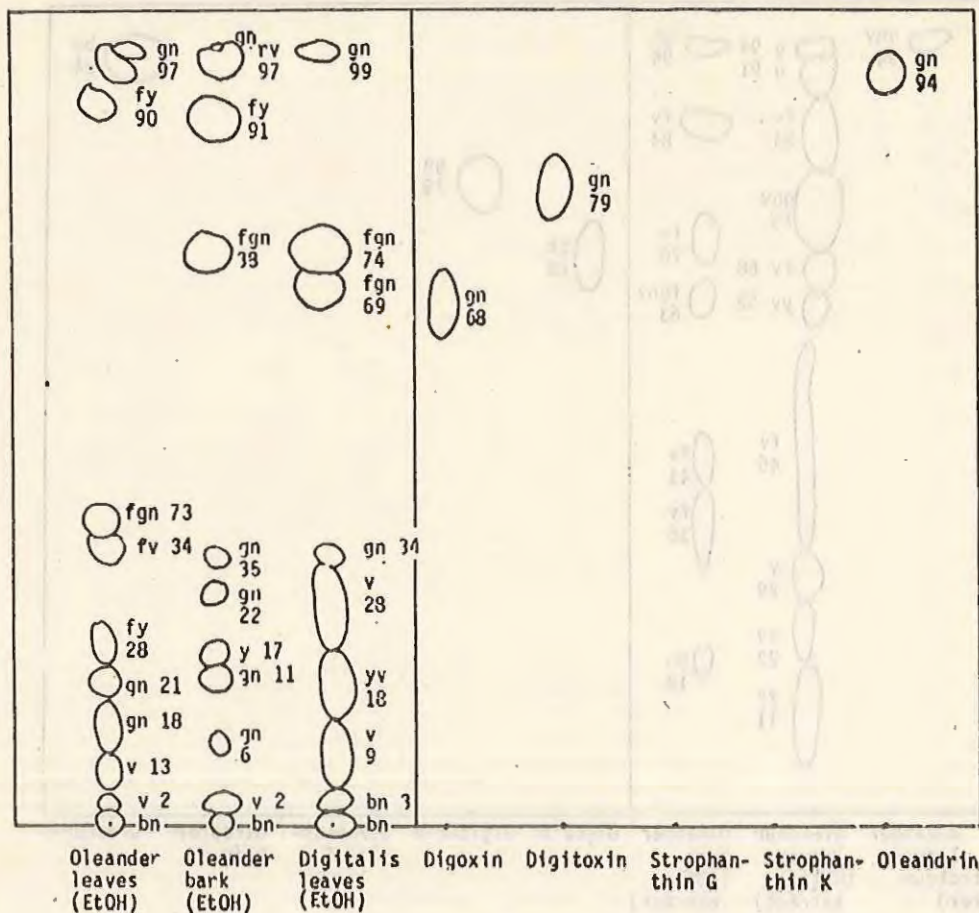 gn
97
fy
90
fgn 73
fv 34
fy
28
gn 21
gn 18
v 13
v 2
bn
gn
rv
97
fy
91
fgn
gn
35
gn
22
y 17
gn 11
gn
6
v 2
bn
gn
99
fgn
74
fgn
69
gn 34
v
28
yv
18
v
9
bn 3
bn
gn
68
gn
79
gn
94
Oleander
leaves
(EtOH)
Oleander
bark
(EtOH)
Digitalis
leaves
(EtOH)
Digoxin
Digitoxin
Strophan-
thin G
Strophan-
thin K
Oleandrin